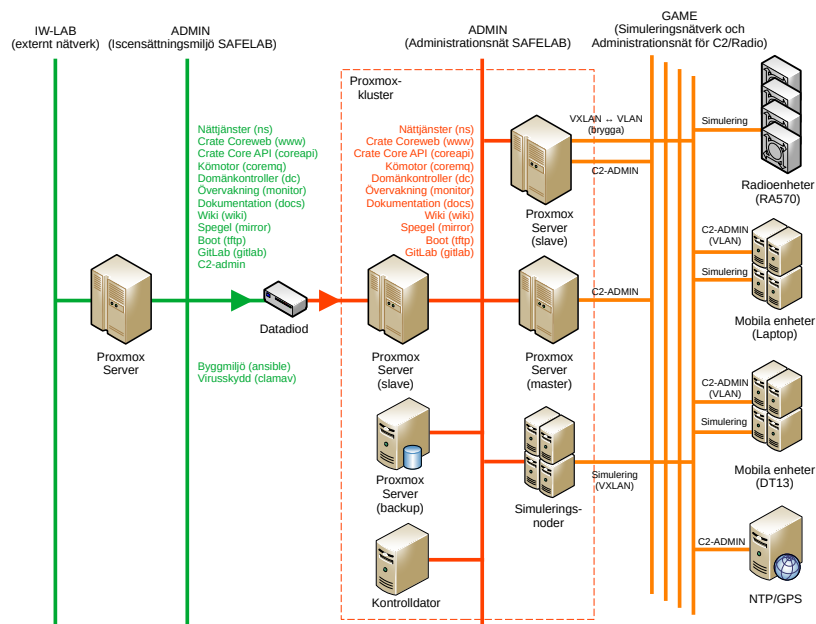 IW-LAB
(externt nätverk)
ADMIN
(Iscensättningsmiljö SAFELAB)
ADMIN
(Administrationsnät SAFELAB)
GAME
(Simuleringsnätverk och
Administrationsnät för C2/Radio)
Proxmox-
kluster
Nättjänster (ns)
Crate Coreweb (www)
Crate Core API (coreapi)
Kömotor (coremq)
Domänkontroller (dc)
Övervakning (monitor)
Dokumentation (docs)
Wiki (wiki)
Spegel (mirror)
Boot (tftp)
GitLab (gitlab)
C2-admin
Nättjänster (ns)
Crate Coreweb (www)
Crate Core API (coreapi)
Kömotor (coremq)
Domänkontroller (dc)
Övervakning (monitor)
Dokumentation (docs)
Wiki (wiki)
Spegel (mirror)
Boot (tftp)
GitLab (gitlab)
VXLAN ↔ VLAN
(brygga)
C2-ADMIN
Proxmox
Server
(slave)
Simulering
Radioenheter
(RA570)
C2-ADMIN
(VLAN)
Simulering
Mobila enheter
(Laptop)
Proxmox
Server
Datadiod
Proxmox
Server
(slave)
C2-ADMIN
Proxmox
Server
(master)
Byggmiljö (ansible)
Virusskydd (clamav)
C2-ADMIN
(VLAN)
Simulering
Mobila enheter
(DT13)
Proxmox
Server
(backup)
Simulerings-
noder
Simulering
(VXLAN)
C2-ADMIN
NTP/GPS
Kontrolldator